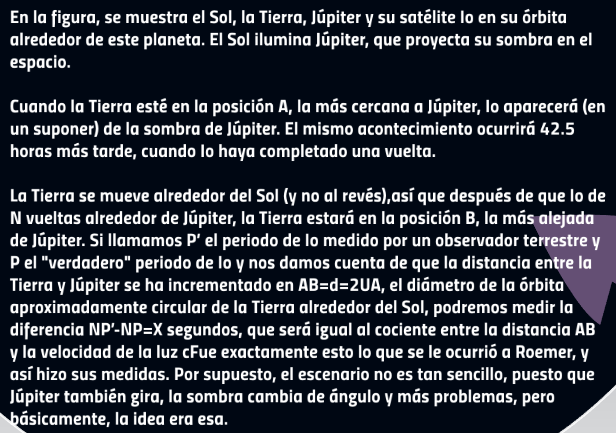 En la figura, se muestra el Sol, la Tierra, Júpiter y su satélite Io en su órbita
alrededor de este planeta. El Sol ilumina Júpiter, que proyecta su sombra en el
espacio.
Cuando la Tierra esté en la posición A, la más cercana a Júpiter, Io aparecerá (en
un suponer) de la sombra de Júpiter. El mismo acontecimiento ocurrirá 42.5
horas más tarde, cuando Io haya completado una vuelta.
La Tierra se mueve alrededor del Sol (y no al revés),así que después de que Io de
N vueltas alrededor de Júpiter, la Tierra estará en la posición B, la más alejada
de Júpiter. Si llamamos P' el periodo de Io medido por un observador terrestre y
P el "verdadero" periodo de Io y nos damos cuenta de que la distancia entre la
Tierra y Júpiter se ha incrementado en AB=d=2UA, el diámetro de la órbita
aproximadamente circular de la Tierra alrededor del Sol, podremos medir la
diferencia NP'-NP=X segundos, que será igual al cociente entre la distancia AB
y la velocidad de la luz cFue exactamente esto lo que se le ocurrió a Roemer, y
así hizo sus medidas. Por supuesto, el escenario no es tan sencillo, puesto que
Júpiter también gira, la sombra cambia de ángulo y más problemas, pero
básicamente, la idea era esa.